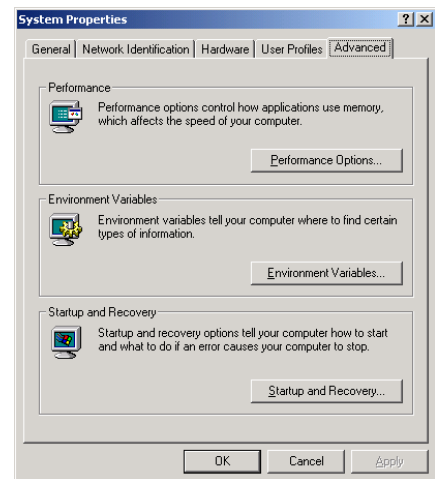 System Properties
General Network Identification Hardware User Profiles Advanced
Performance
Performance options control how applications use memory,
which affects the speed of your computer.
Performance Options...
Environment Variables
Environment variables tell your computer where to find certain
types of information.
Environment Variables...
Startup and Recovery
Startup and recovery options tell your computer how to start
and what to do if an error causes your computer to stop.
Startup and Recovery...
OK Cancel Apply